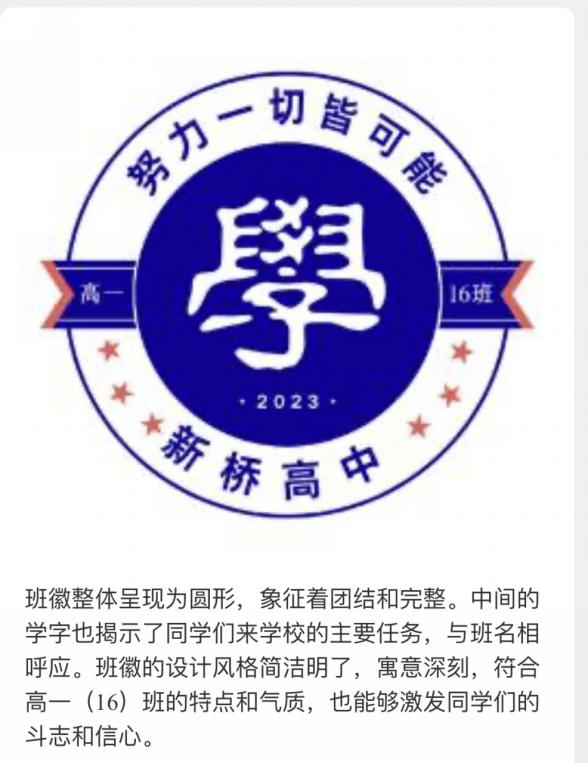 努力一切皆可能
學
高一
16班
·2023·
新桥高中
班徽整体呈现为圆形，象征着团结和完整。中间的
学字也揭示了同学们来学校的主要任务，与班名相
呼应。班徽的设计风格简洁明了，寓意深刻，符合
高一（16）班的特点和气质，也能够激发同学们的
斗志和信心。